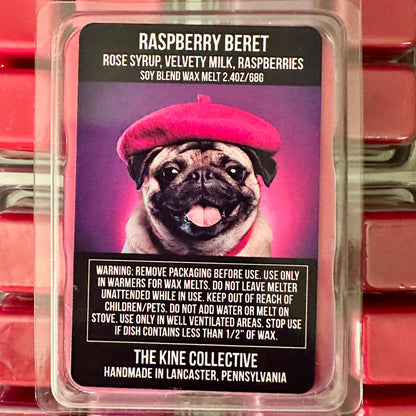 RASPBERRY BERET
ROSE SYRUP, VELVETY MILK, RASPBERRIES
SOY BLEND WAX MELT 2.4OZ/68G
WARNING: REMOVE PACKAGING BEFORE USE. USE ONLY
IN WARMERS FOR WAX MELTS. DO NOT LEAVE MELTER
UNATTENDED WHILE IN USE. KEEP OUT OF REACH OF
CHILDREN/PETS. DO NOT ADD WATER OR MELT ON
STOVE. USE ONLY IN WELL VENTILATED AREAS. STOP USE
IF DISH CONTAINS LESS THAN 1/2" OF WAX.
THE KINE COLLECTIVE
HANDMADE IN LANCASTER, PENNSYLVANIA